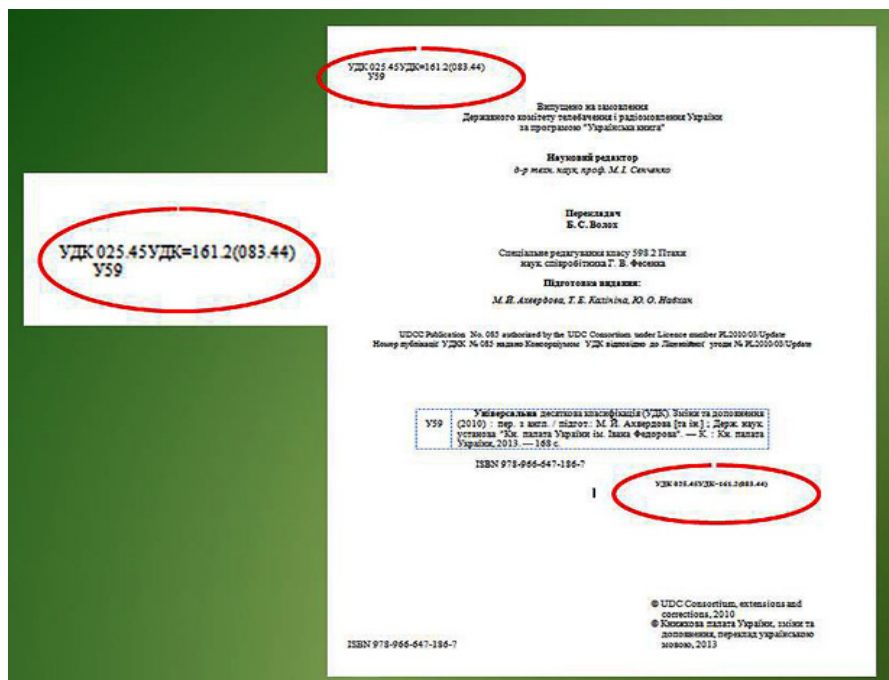 УДК 025.45УДК=161.2(083.44)
У59
Випущено на замовлення
Державного комітету телебачення і радіомовлення України
за програмою "Українська книга"
Науковий редактор
д-р техн. наук, проф. М. І. Сенченко
Перекладач
Б. С. Волох
УДК 025.45УДК=161.2(083.44)
У59
Спеціальне редагування класу 598.2 Птахи
наук. співробітника Г. В. Фесенка
Підготовка видання:
М. Й. Ахвердова, Т. Б. Калініна, Ю. О. Набхан
UDCC Publication No. 085 authorized by the UDC Consortium under Licence number PL2010/03/Update
Номер публікації УДКК № 085 надано Консорціумом УДК відповідно до Ліцензійної угоди № PL2010/03/Update
Універсальна десяткова класифікація (УДК). Зміни та доповнення
У59 (2010) : пер. з англ. / підгот.: М. Й. Ахвердова [та ін.] ; Держ. наук.
установа "Кн. палата України ім. Івана Федорова". — К. : Кн. палата
України, 2013. — 168 с.
ISBN 978-966-647-186-7
УДК 025.45УДК=161.2(083.44)
© UDC Consortium, extensions and
corrections, 2010
© Книжкова палата України, зміни та
доповнення, переклад українською
мовою, 2013
ISBN 978-966-647-186-7